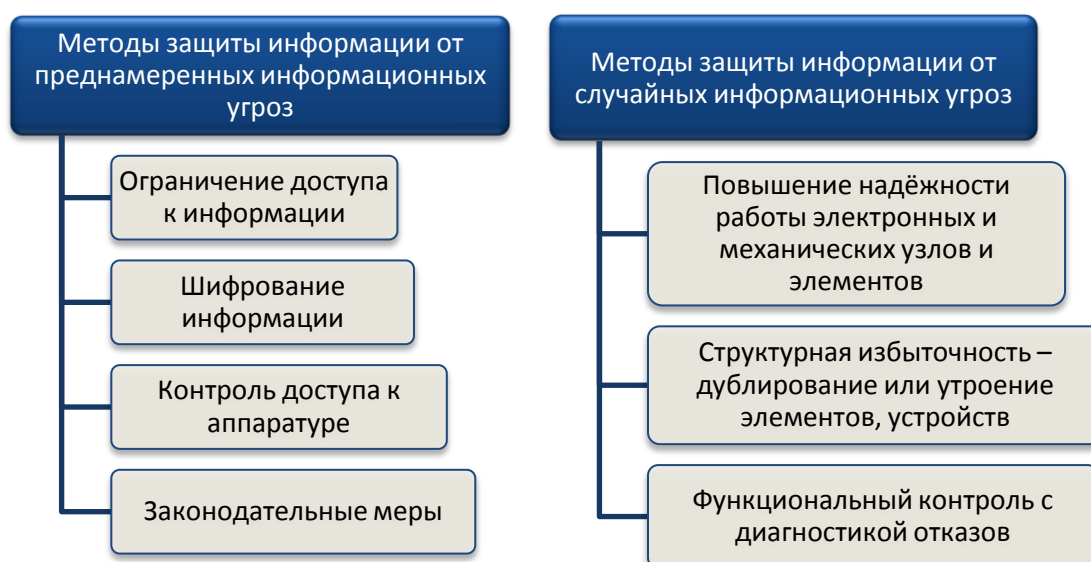 Методы защиты информации от
преднамеренных информационных
угроз
Ограничение доступа
к информации
Шифрование
информации
Контроль доступа к
аппаратуре
Законодательные меры
Методы защиты информации от
случайных информационных угроз
Повышение надёжности
работы электронных и
механических узлов и
элементов
Структурная избыточность –
дублирование или утроение
элементов, устройств
Функциональный контроль с
диагностикой отказов